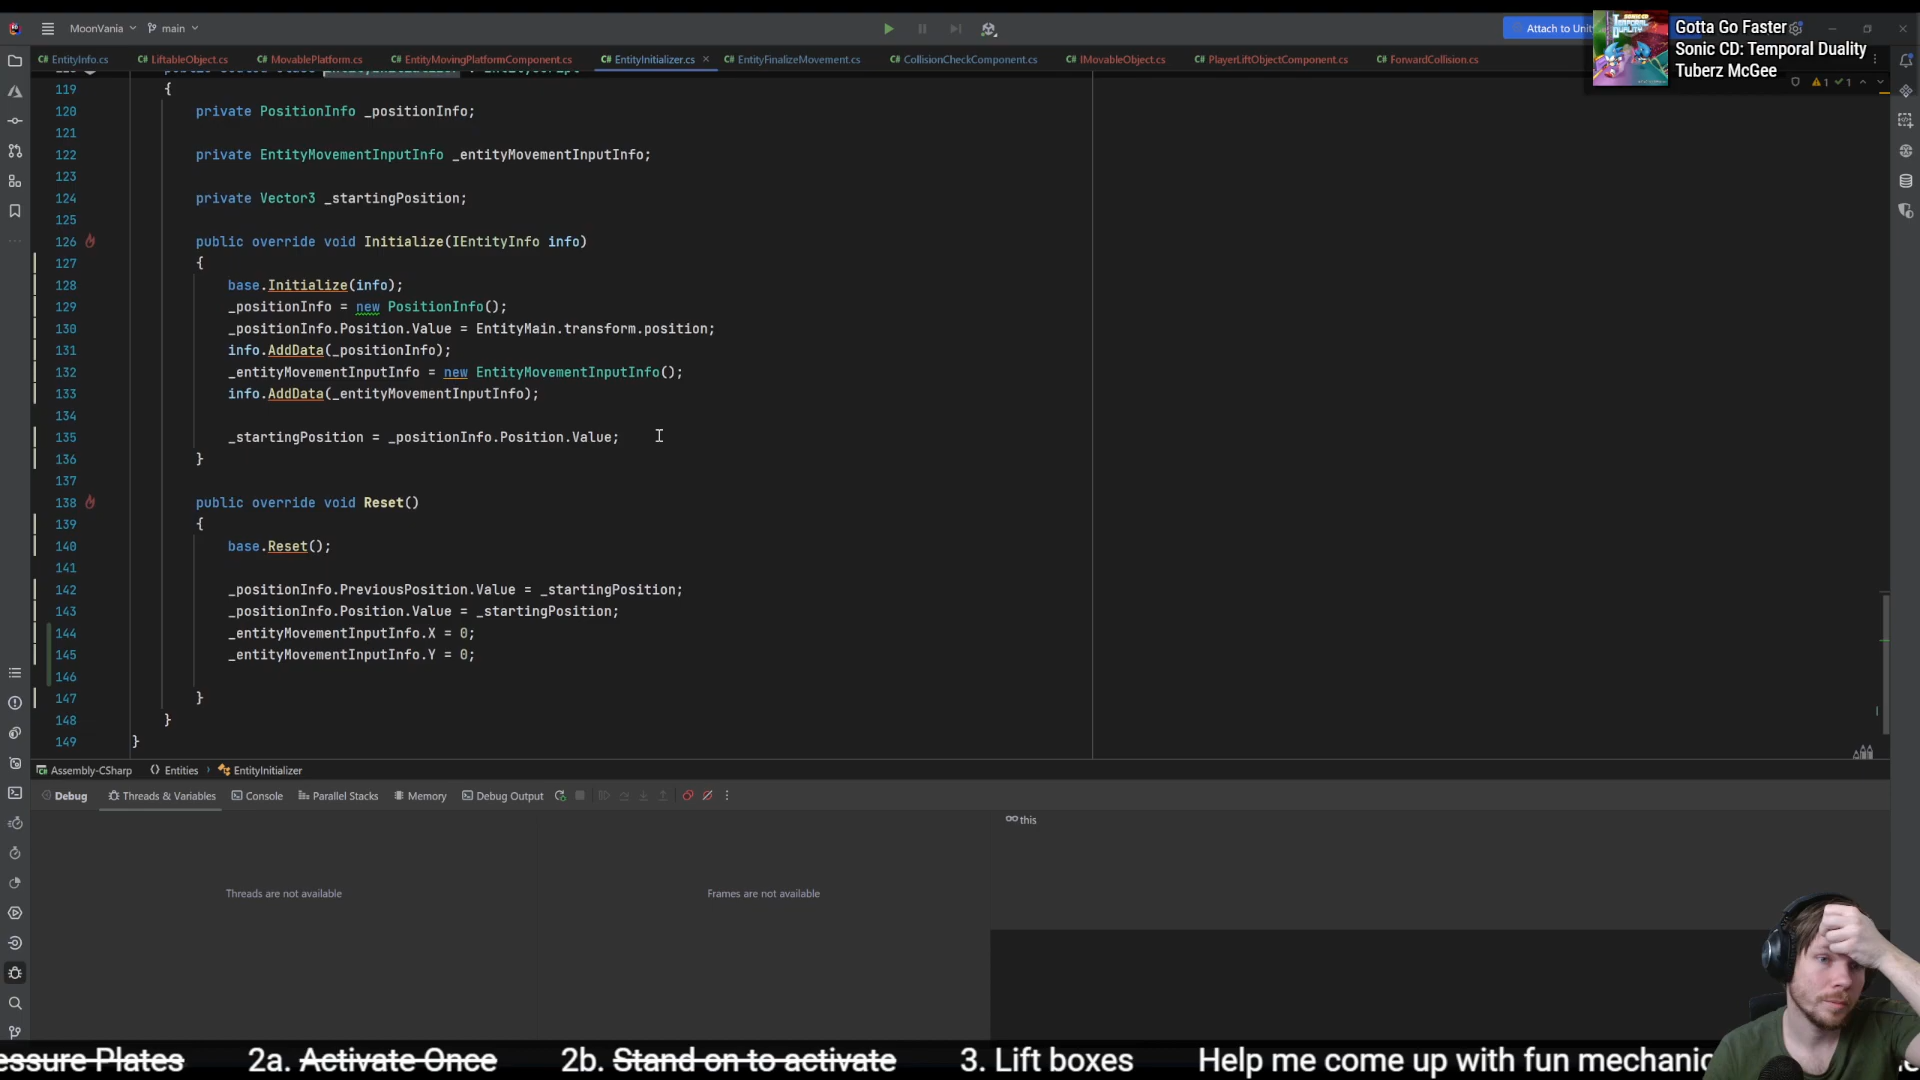 MoonVania
main
Attach to Unit
Gotta Go Faster
Sonic CD: Temporal Duality
Tuberz McGee
EntityInfo.cs
LiftableObject.cs
MovablePlatform.cs
EntityMovingPlatformComponent.cs
EntityInitializer.cs
EntityFinalizeMovement.cs
CollisionCheckComponent.cs
IMovableObject.cs
PlayerLiftObjectComponent.cs
ForwardCollision.cs
1 1
119 {
120 private PositionInfo _positionInfo;
121
122 private EntityMovementInputInfo _entityMovementInputInfo;
123
124 private Vector3 _startingPosition;
125
126 public override void Initialize(IEntityInfo info)
127 {
128 base.Initialize(info);
129 _positionInfo = new PositionInfo();
130 _positionInfo.Position.Value = EntityMain.transform.position;
131 info.AddData(_positionInfo);
132 _entityMovementInputInfo = new EntityMovementInputInfo();
133 info.AddData(_entityMovementInputInfo);
134
135 _startingPosition = _positionInfo.Position.Value;
136 }
137
138 public override void Reset()
139 {
140 base.Reset();
141
142 _positionInfo.PreviousPosition.Value = _startingPosition;
143 _positionInfo.Position.Value = _startingPosition;
144 _entityMovementInputInfo.X = 0;
145 _entityMovementInputInfo.Y = 0;
146
147 }
148 }
149 }
Assembly-CSharp
Entities
EntityInitializer
Debug
Threads & Variables
Console
Parallel Stacks
Memory
Debug Output
this
Threads are not available
Frames are not available
essure Plates 2a. Activate Once 2b. Stand on to activate 3. Lift boxes Help me come up with fun mechanic